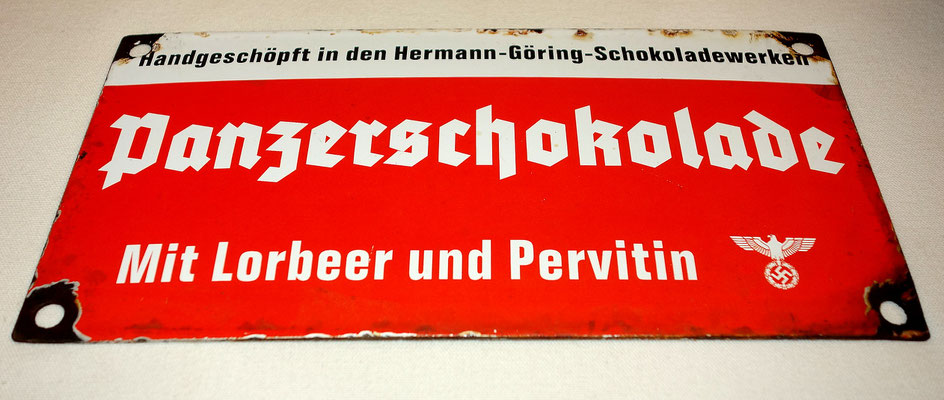 Handgeschöpft in den Hermann-Göring-Schokoladewerken
Panzerschokolade
Mit Lorbeer und Pervitin